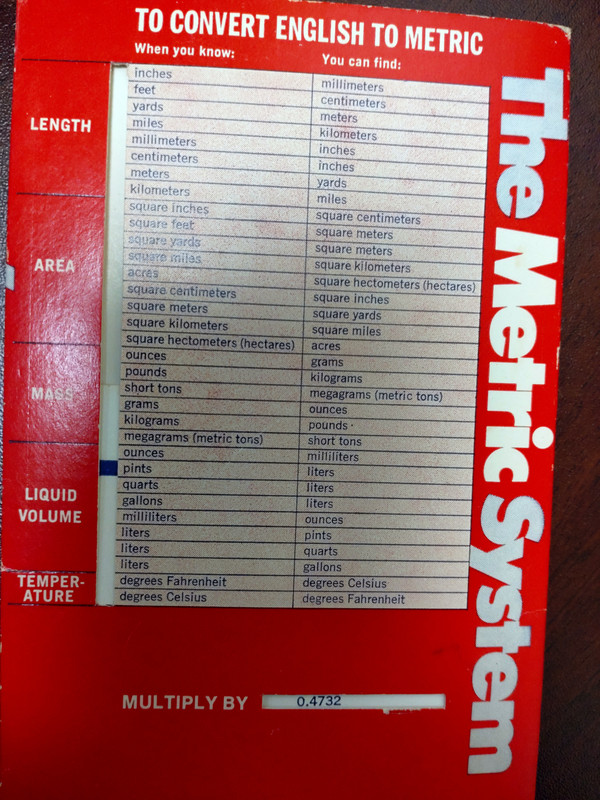 TO CONVERT ENGLISH TO METRIC
When you know: You can find:
LENGTH
inches millimeters
feet centimeters
yards meters
miles kilometers
millimeters inches
centimeters inches
meters yards
kilometers miles
AREA
square inches square centimeters
square feet square meters
square yards square meters
square miles square kilometers
acres square hectometers (hectares)
square centimeters square inches
square meters square yards
square kilometers square miles
square hectometers (hectares) acres
MASS
ounces grams
pounds kilograms
short tons megagrams (metric tons)
grams ounces
kilograms pounds
megagrams (metric tons) short tons
LIQUID
VOLUME
ounces milliliters
pints liters
quarts liters
gallons liters
milliliters ounces
liters pints
liters quarts
liters gallons
TEMPER-
ATURE
degrees Fahrenheit degrees Celsius
degrees Celsius degrees Fahrenheit
MULTIPLY BY 0.4732
The Metric System